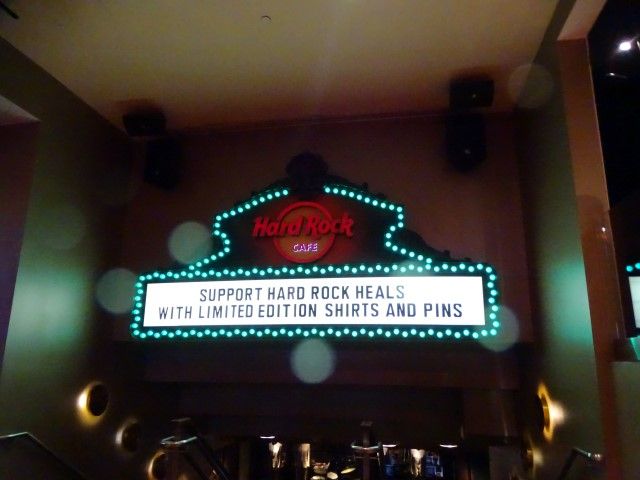 Hard Rock
CAFE
SUPPORT HARD ROCK HEALS
WITH LIMITED EDITION SHIRTS AND PINS